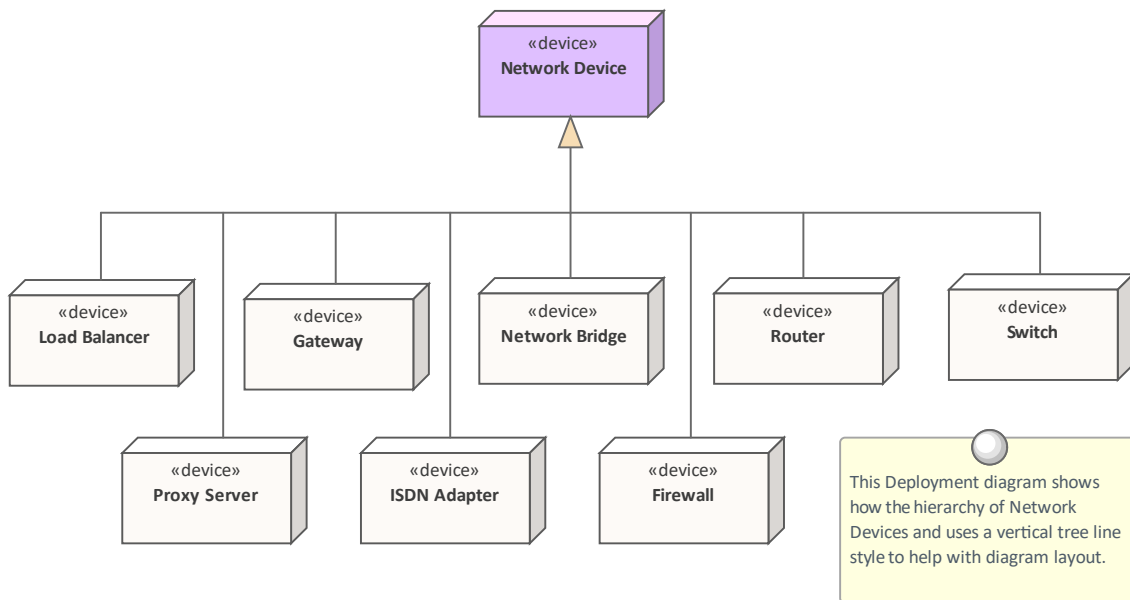 «device»
Network Device
«device»
Load Balancer
«device»
Gateway
«device»
Network Bridge
«device»
Router
«device»
Switch
«device»
Proxy Server
«device»
ISDN Adapter
«device»
Firewall
This Deployment diagram shows
how the hierarchy of Network
Devices and uses a vertical tree line
style to help with diagram layout.